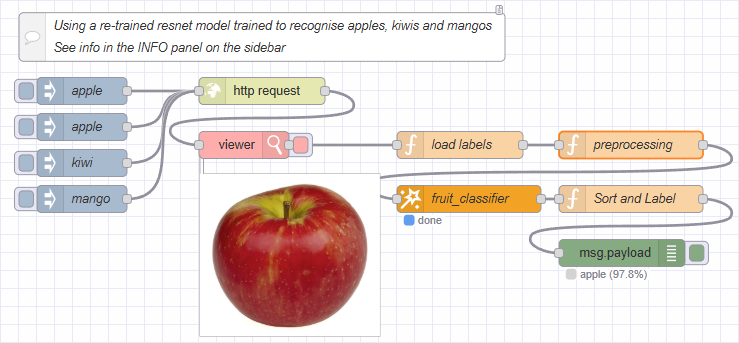 Using a re-trained resnet model trained to recognise apples, kiwis and mangos
See info in the INFO panel on the sidebar
apple
http request
apple
viewer
load labels
preprocessing
kiwi
mango
fruit_classifier
Sort and Label
done
msg.payload
apple (97.8%)